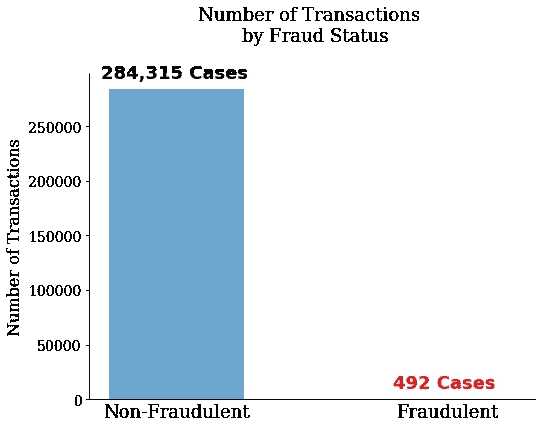 Number of Transactions
by Fraud Status
284,315 Cases
Number of Transactions
250000
200000
150000
100000
50000
0
492 Cases
Non-Fraudulent
Fraudulent